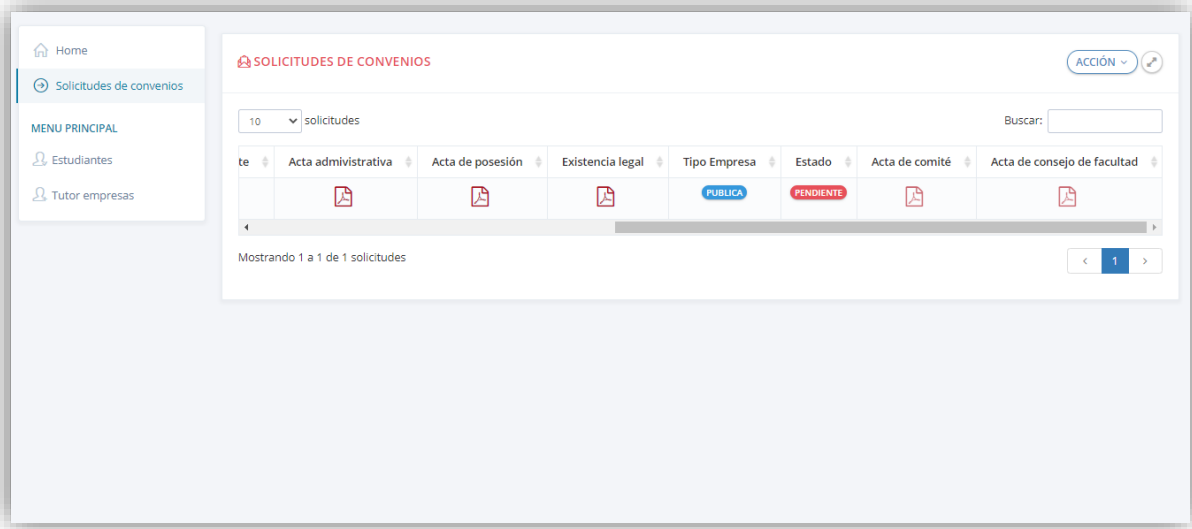 Home
Solicitudes de convenios
MENU PRINCIPAL
Estudiantes
Tutor empresas
SOLICITUDES DE CONVENIOS
ACCIÓN
10 solicitudes
Buscar:
te Acta admivistrativa Acta de posesión Existencia legal Tipo Empresa Estado Acta de comité Acta de consejo de facultad
PUBLICA PENDIENTE
Mostrando 1 a 1 de 1 solicitudes
< 1 >